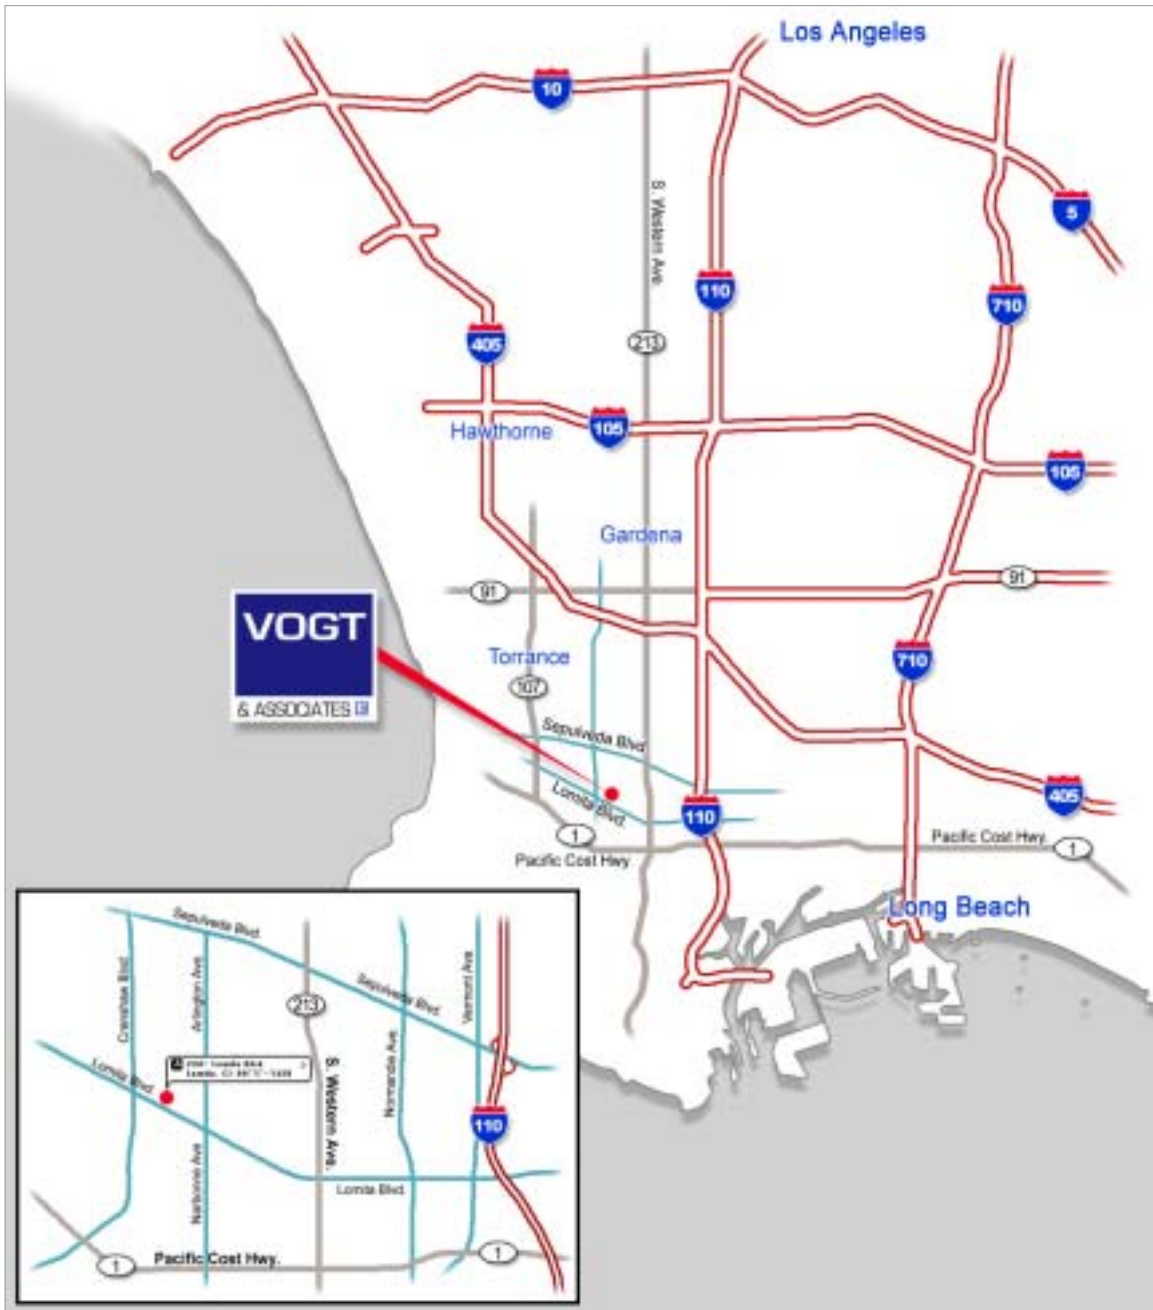 Los Angeles
10
S. Western Ave.
5
110
710
405
213
Hawthorne
105
105
Gardena
91
91
VOGT
& ASSOCIATES
Torrance
107
710
Sepulveda Blvd
Lomita Blvd.
110
405
1
Pacific Cost Hwy
Pacific Cost Hwy.
1
Long Beach
Sepulveda Blvd.
Crenshaw Blvd.
Arlington Ave
213
Sepulveda Blvd.
Vermont Ave
Lomita Blvd.
Normandie Ave.
S. Western Ave.
110
Narbonne Ave
Lomita Blvd.
1
Pacific Cost Hwy.
1